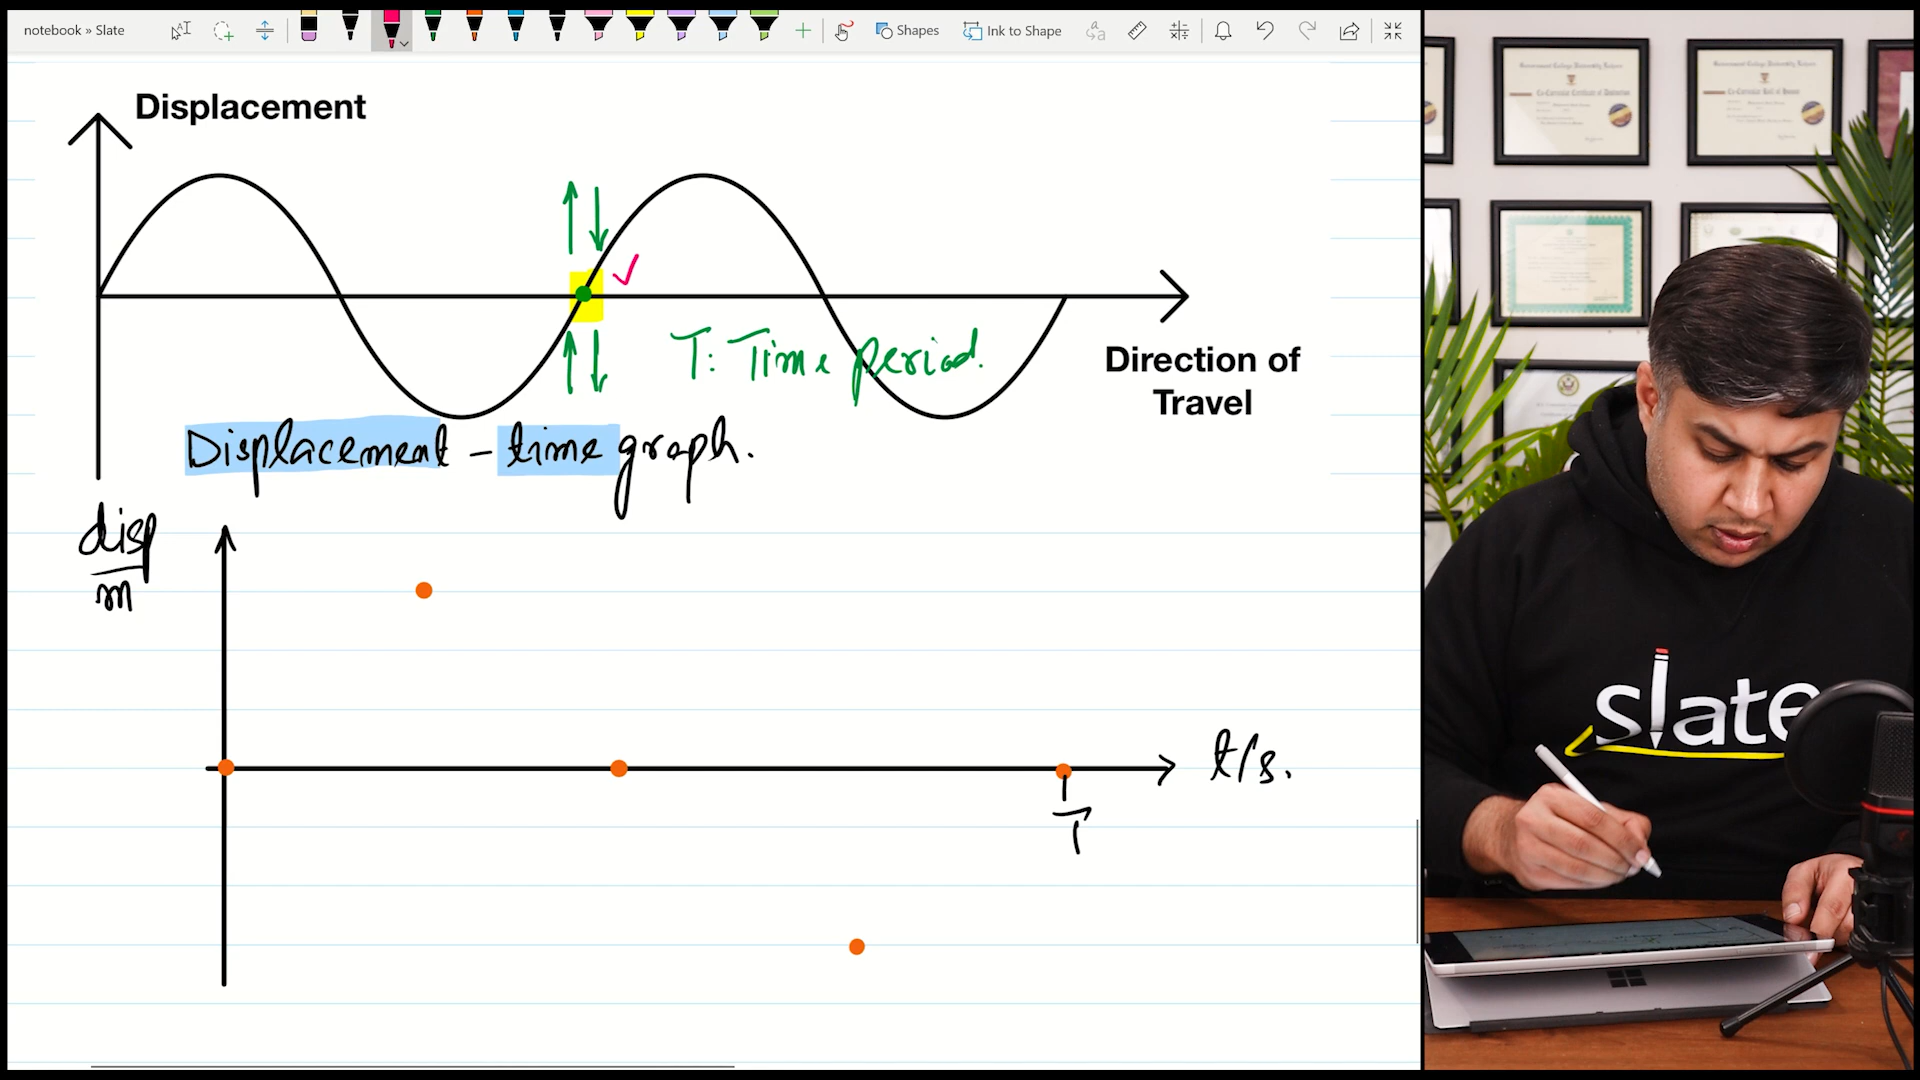 notebook » Slate
Shapes
Ink to Shape
Displacement
T: Time period.
Direction of
Travel
Displacement - time graph.
disp
m
t/s.
T
slate